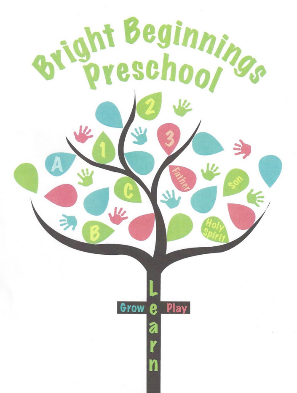 Bright Beginnings
Preschool
2
1
3
A
Father
C
Son
B
Holy
Spirit
Learn
Grow
Play